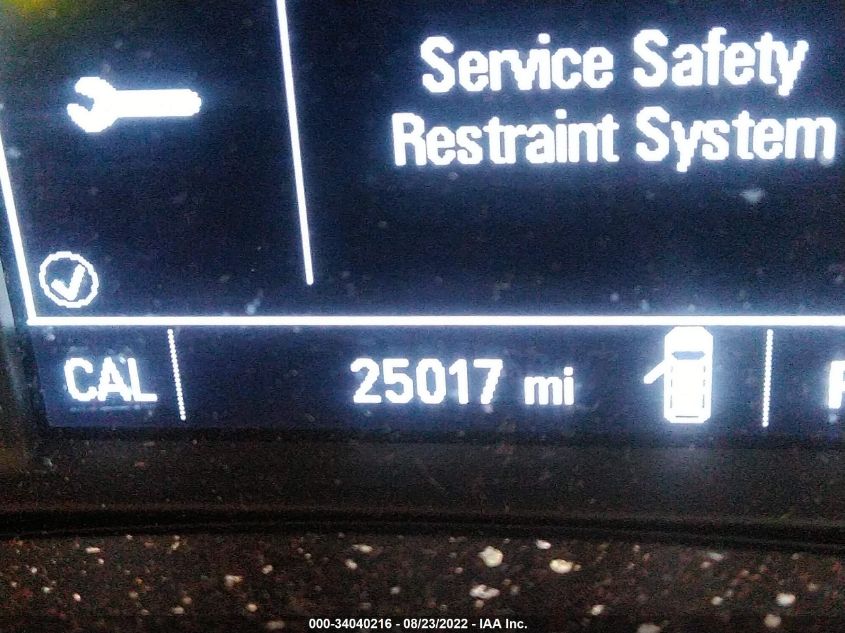 Service Safety
Restraint System
CAL 25017 mi
000-34040216 - 08/23/2022 - IAA Inc.